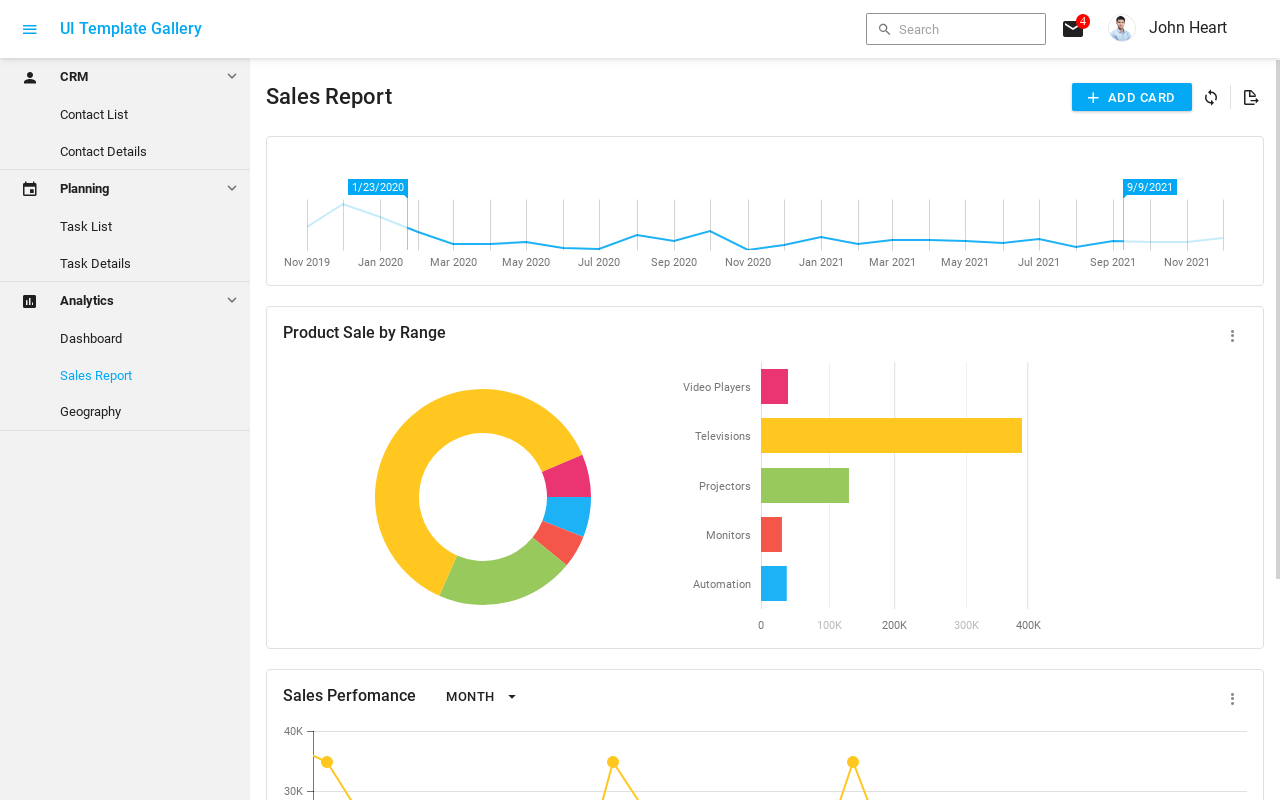 UI Template Gallery
Search
4
John Heart
CRM
Contact List
Contact Details
Planning
Task List
Task Details
Analytics
Dashboard
Sales Report
Geography
Sales Report
ADD CARD
1/23/2020
9/9/2021
Nov 2019 Jan 2020 Mar 2020 May 2020 Jul 2020 Sep 2020 Nov 2020 Jan 2021 Mar 2021 May 2021 Jul 2021 Sep 2021 Nov 2021
Product Sale by Range
Video Players
Televisions
Projectors
Monitors
Automation
0 100K 200K 300K 400K
Sales Perfomance
MONTH
40K
30K